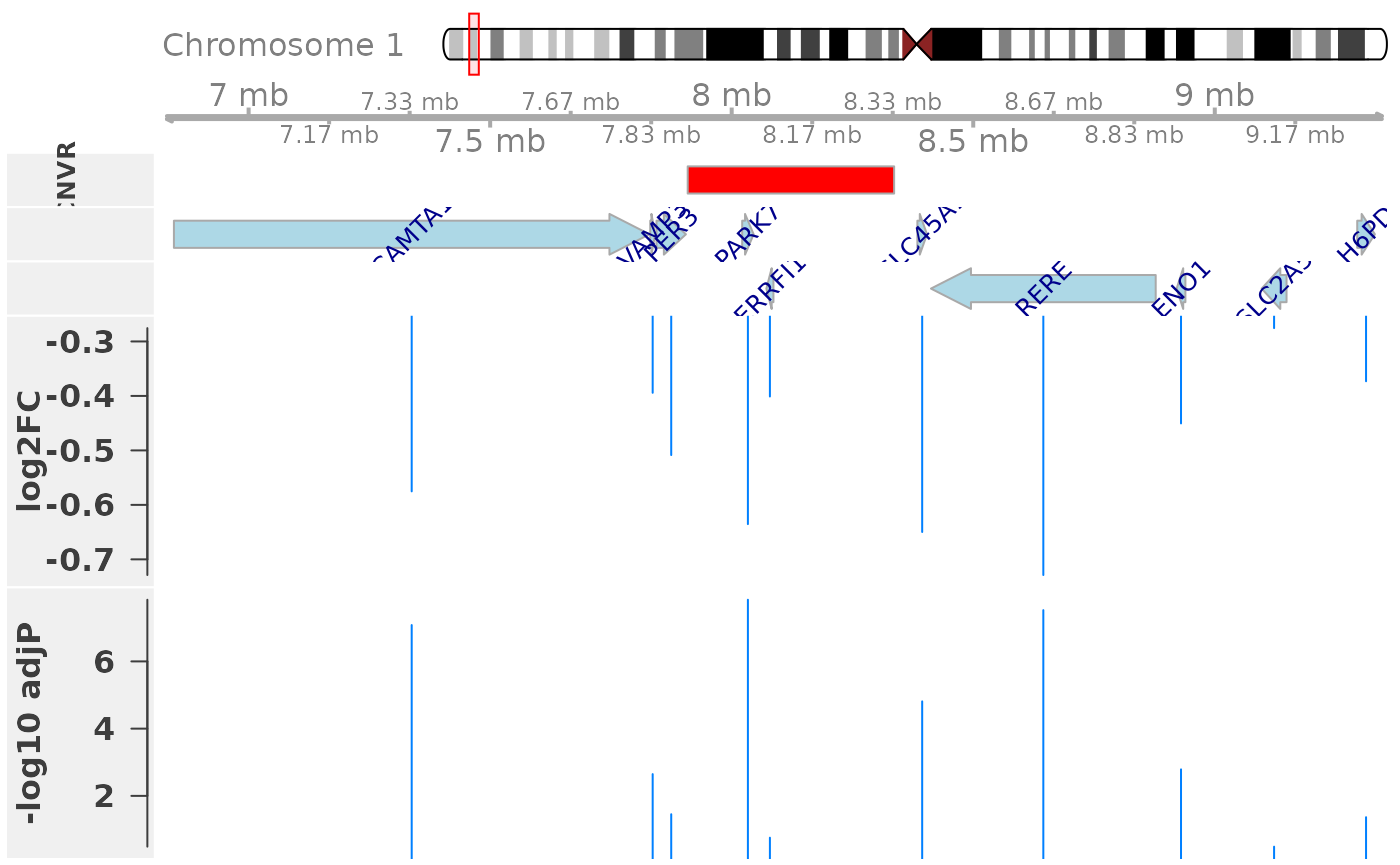 Chromosome 1
7 mb 7.33 mb 7.67 mb 8 mb 8.33 mb 8.67 mb 9 mb
7.17 mb 7.5 mb 7.83 mb 8.17 mb 8.5 mb 8.83 mb 9.17 mb
CNVR
CAMTA1 VAMP3 PER3 PARK7 SLC45A H6PD
ERRFI1 RERE ENO1 SLC2A5
log2FC
-0.3
-0.4
-0.5
-0.6
-0.7
-log10 adjP
6
4
2